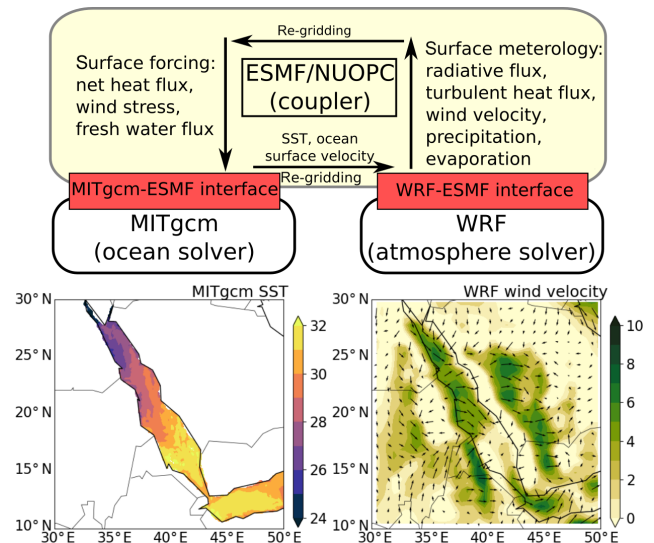 Re-gridding
Surface forcing:
net heat flux,
wind stress,
fresh water flux
ESMF/NUOPC
(coupler)
Surface meterology:
radiative flux,
turbulent heat flux,
wind velocity,
precipitation,
evaporation
SST, ocean
surface velocity
Re-gridding
MITgcm-ESMF interface
WRF-ESMF interface
MITgcm
(ocean solver)
WRF
(atmosphere solver)
MITgcm SST
30°N
25°N
20°N
15°N
10°N
30°E 35°E 40°E 45°E 50°E
32
30
28
26
24
WRF wind velocity
30°N
25°N
20°N
15°N
10°N
30°E 35°E 40°E 45°E 50°E
10
8
6
4
2
0